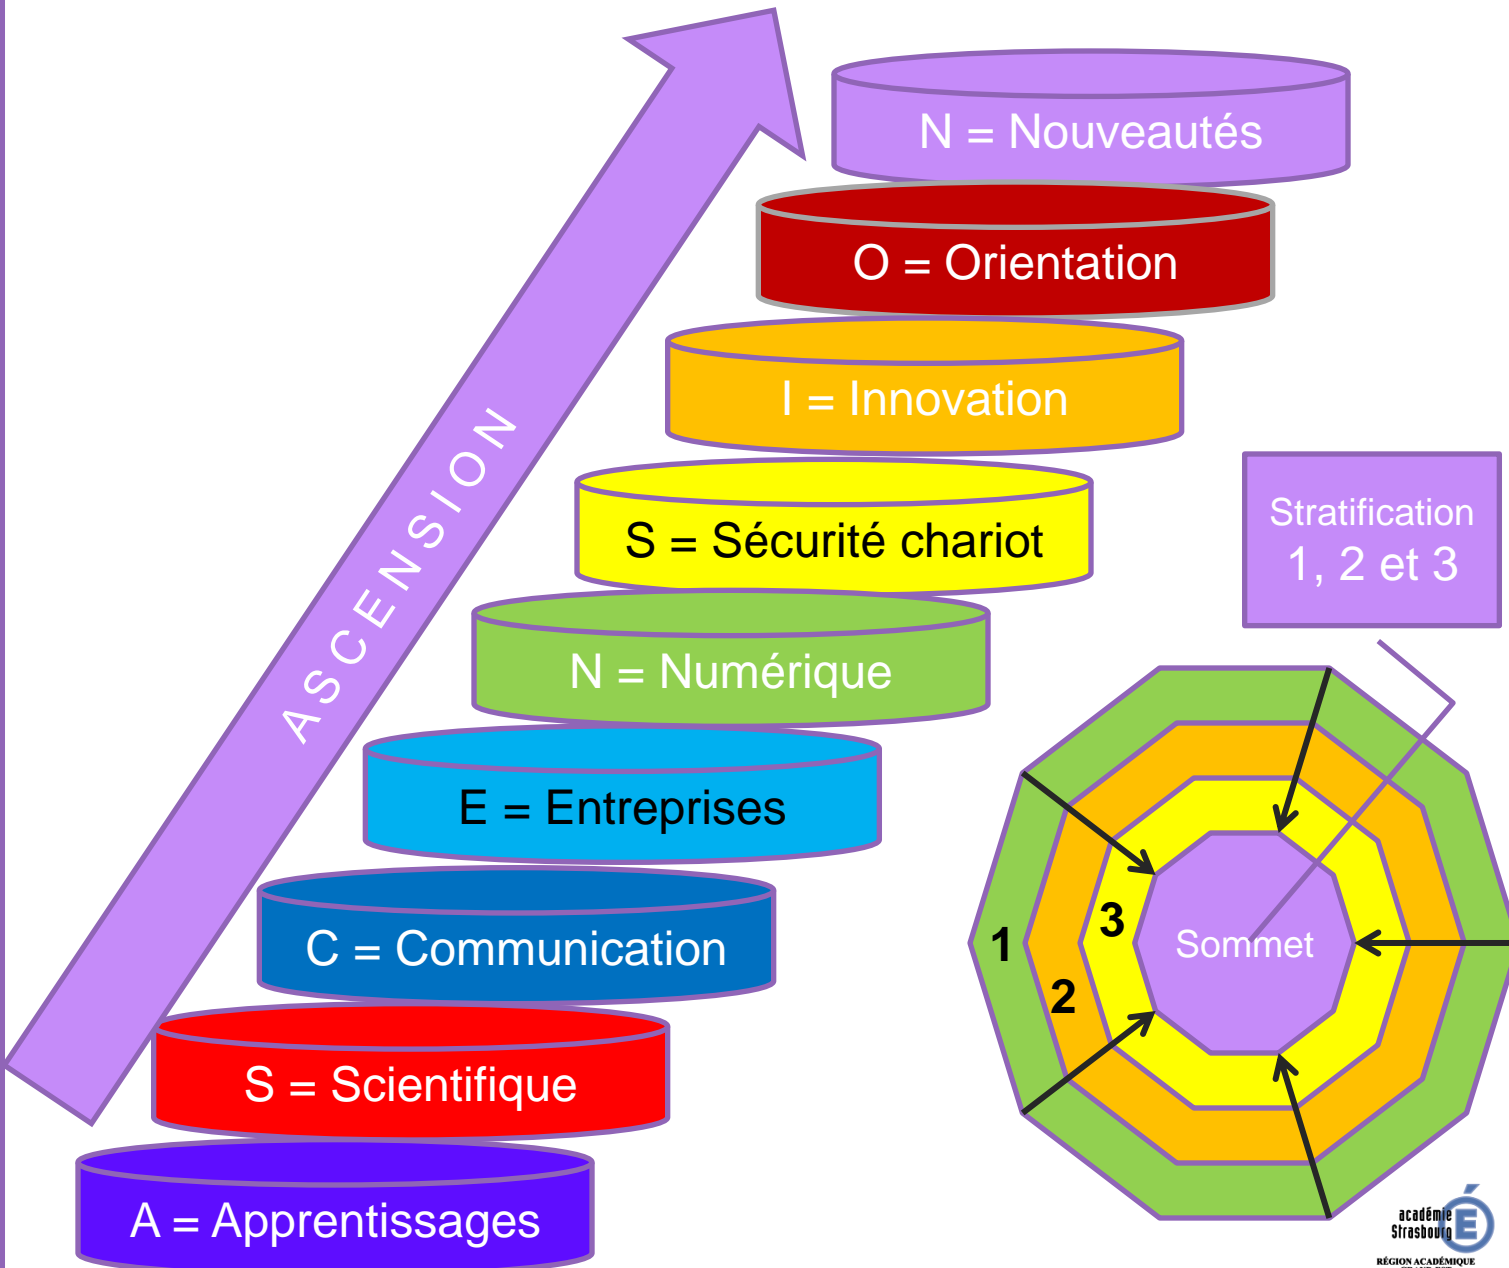 N = Nouveautés
O = Orientation
I = Innovation
S = Sécurité chariot
N = Numérique
E = Entreprises
C = Communication
S = Scientifique
A = Apprentissages
ASCENSION
Stratification
1, 2 et 3
1
2
3
Sommet
académie
Strasbourg
É
RÉGION ACADÉMIQUE